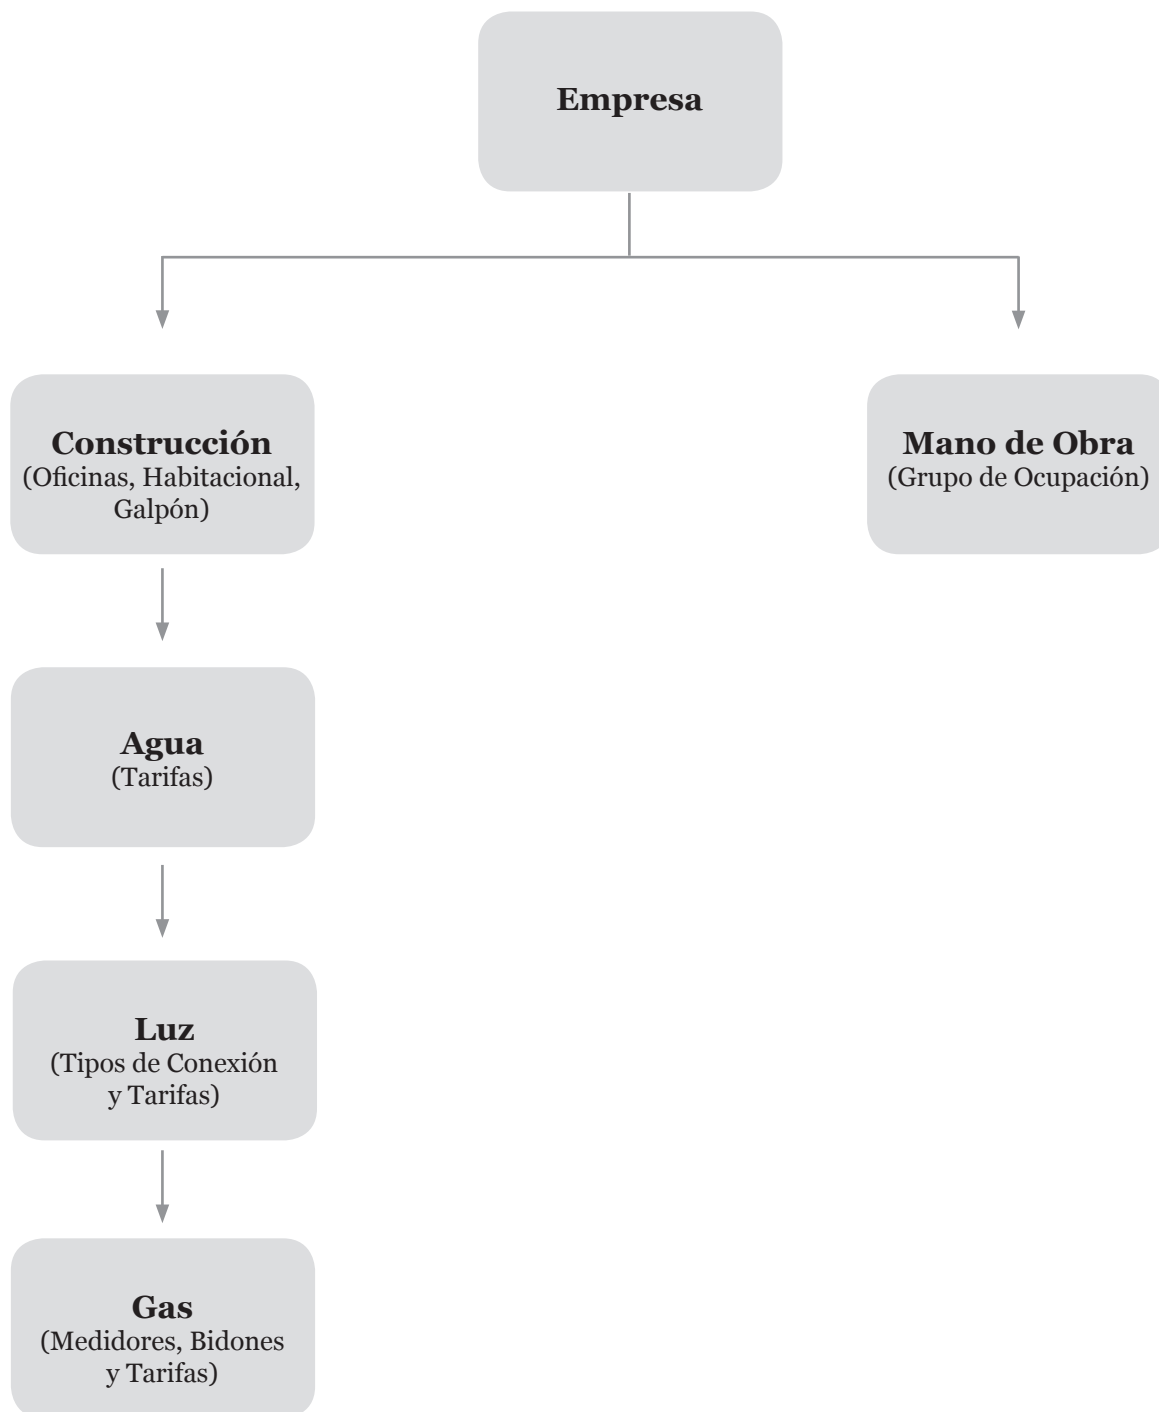 Empresa
Construcción
(Oficinas, Habitacional,
Galpón)
Mano de Obra
(Grupo de Ocupación)
Agua
(Tarifas)
Luz
(Tipos de Conexión
y Tarifas)
Gas
(Medidores, Bidones
y Tarifas)